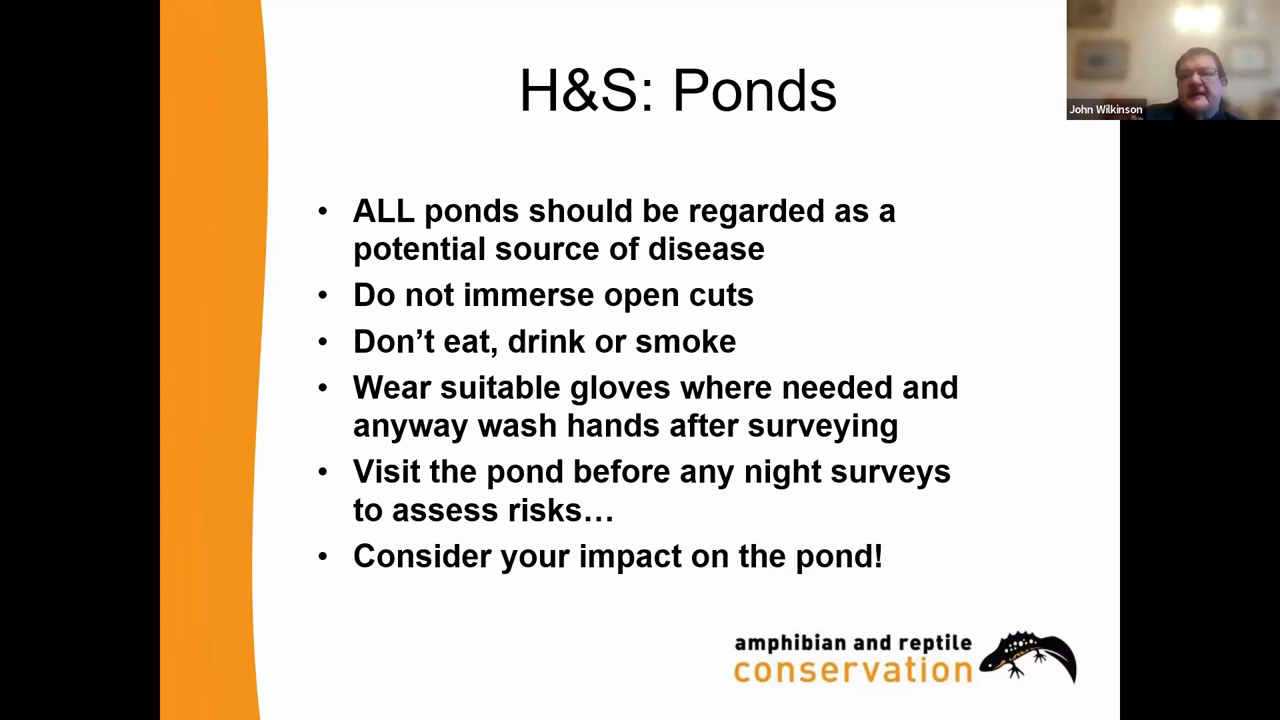 H&S: Ponds
John Wilkinson
• ALL ponds should be regarded as a
potential source of disease
• Do not immerse open cuts
• Don’t eat, drink or smoke
• Wear suitable gloves where needed and
anyway wash hands after surveying
• Visit the pond before any night surveys
to assess risks…
• Consider your impact on the pond!
amphibian and reptile
conservation